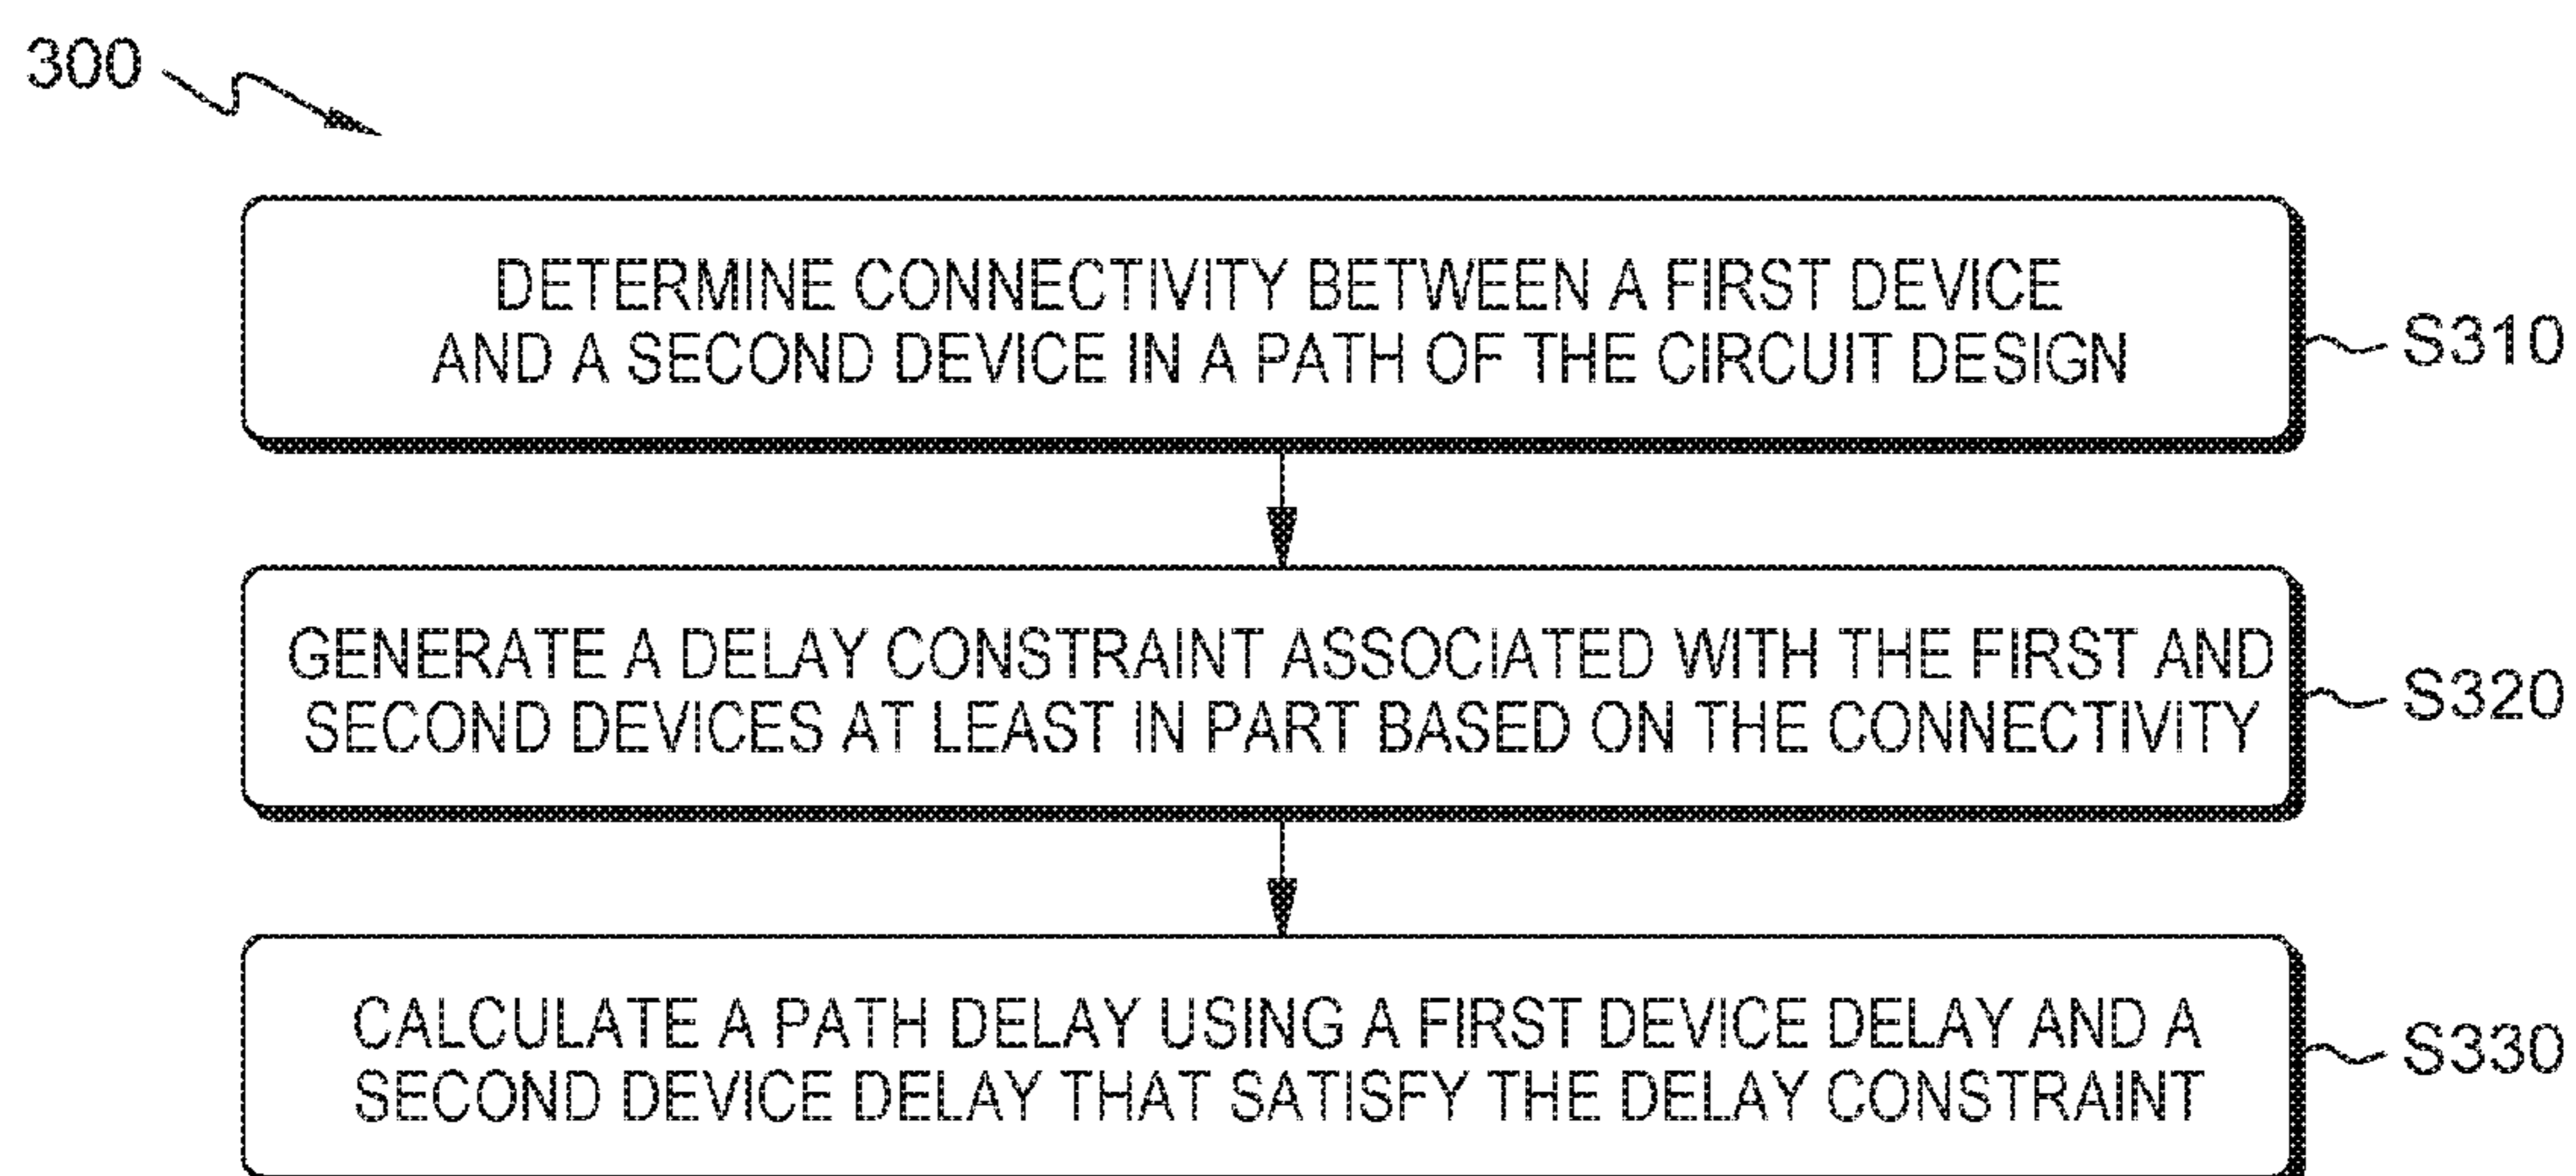 300
DETERMINE CONNECTIVITY BETWEEN A FIRST DEVICE
AND A SECOND DEVICE IN A PATH OF THE CIRCUIT DESIGN
S310
GENERATE A DELAY CONSTRAINT ASSOCIATED WITH THE FIRST AND
SECOND DEVICES AT LEAST IN PART BASED ON THE CONNECTIVITY
S320
CALCULATE A PATH DELAY USING A FIRST DEVICE DELAY AND A
SECOND DEVICE DELAY THAT SATISFY THE DELAY CONSTRAINT
S330